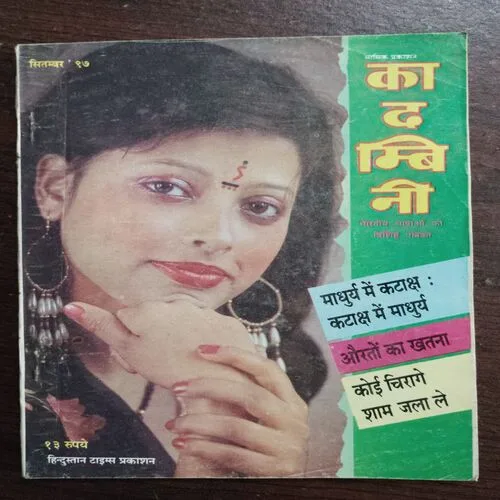 सितम्बर ' ९७
मासिक प्रकाशन
का
द
म्बि
नी
माधुर्य में कटाक्ष :
कटाक्ष में माधुर्य
औरतों का खतना
कोई चिरागे
शाम जला ले
१३ रुपये
हिन्दुस्तान टाइम्स प्रकाशन